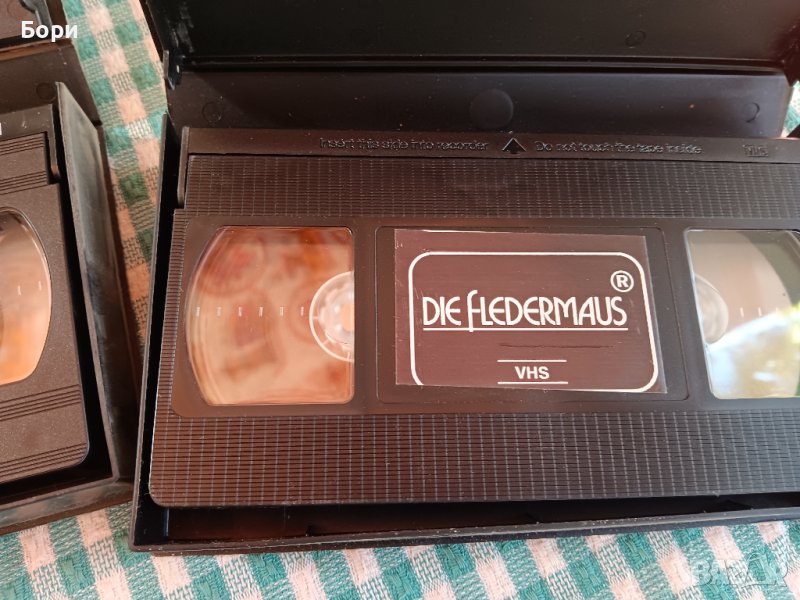 Бори
Insert this side into recorder Do not touch the tape inside VHS
®
DIE FLEDERMAUS
VHS